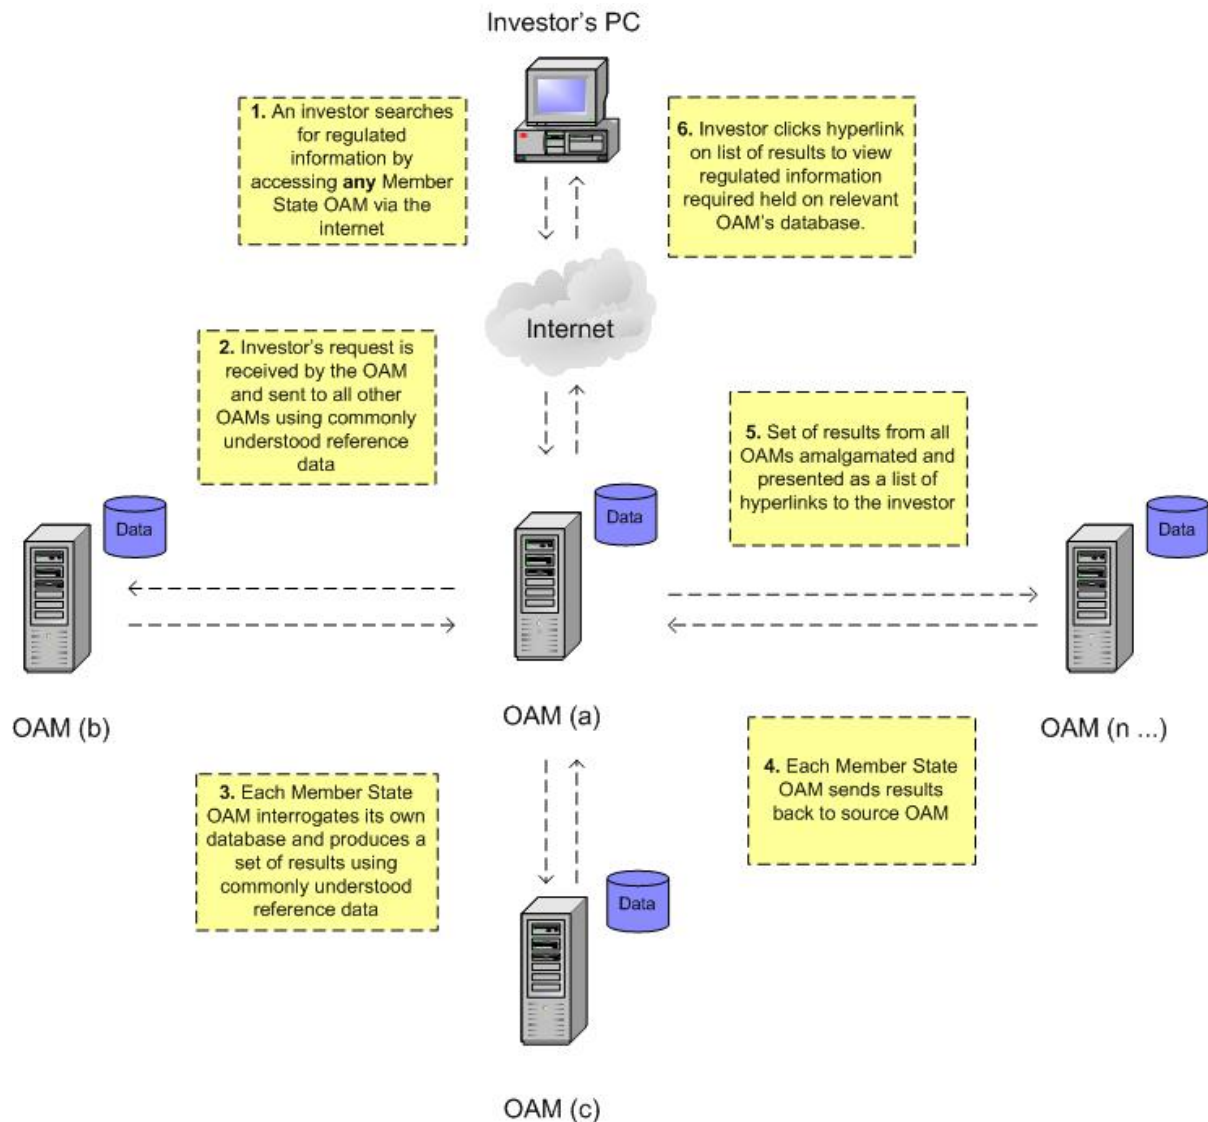 Investor's PC
1. An investor searches
for regulated
information by
accessing any Member
State OAM via the
internet
6. Investor clicks hyperlink
on list of results to view
regulated information
required held on relevant
OAM's database.
Internet
2. Investor's request is
received by the OAM
and sent to all other
OAMs using commonly
understood reference
data
5. Set of results from all
OAMs amalgamated and
presented as a list of
hyperlinks to the investor
Data
Data
Data
OAM (b)
OAM (a)
OAM (n ...)
3. Each Member State
OAM interrogates its own
database and produces a
set of results using
commonly understood
reference data
4. Each Member State
OAM sends results
back to source OAM
Data
OAM (c)